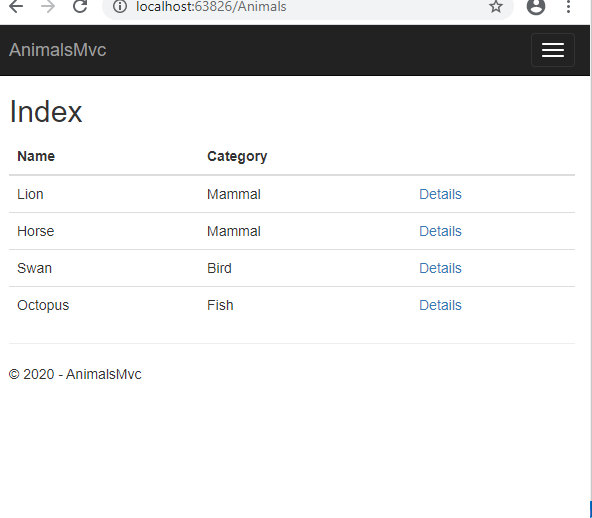 localhost:63826/Animals
AnimalsMvc
Index
Name Category
Lion Mammal Details
Horse Mammal Details
Swan Bird Details
Octopus Fish Details
© 2020 - AnimalsMvc